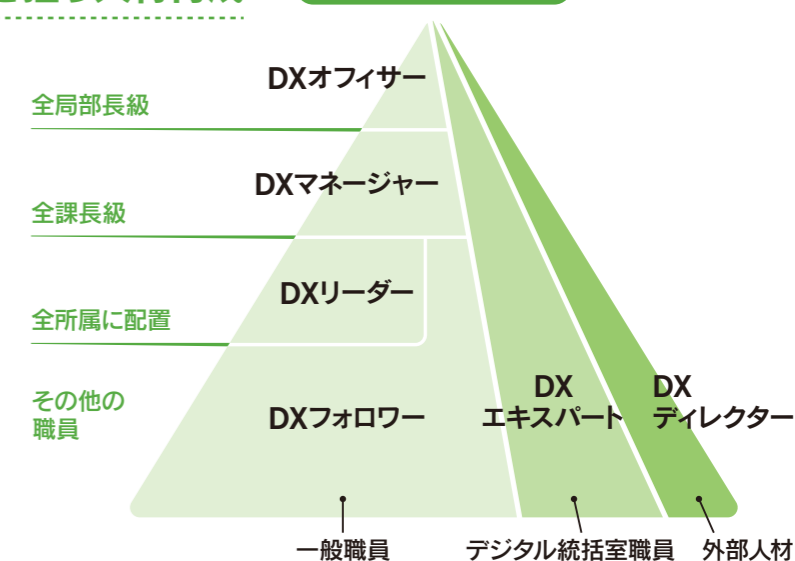 DXオフィサー
全局部長級
DXマネージャー
全課長級
DXリーダー
全所属に配置
その他の
職員
DXフォロワー
DX
エキスパート
DX
ディレクター
一般職員
デジタル統括室職員
外部人材